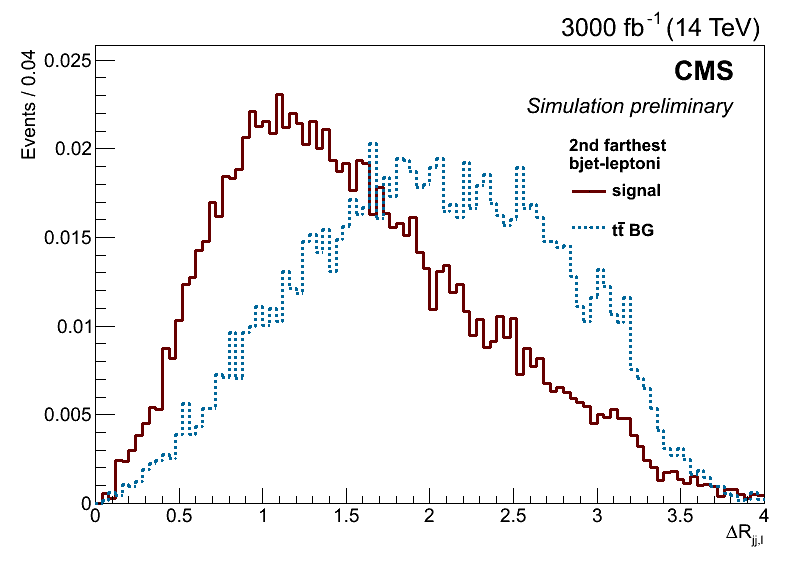 3000 fb⁻¹ (14 TeV)
Events / 0.04
CMS
Simulation preliminary
2nd farthest
bjet-leptoni
signal
tt̄ BG
0.025
0.02
0.015
0.01
0.005
0
0 0.5 1 1.5 2 2.5 3 3.5 4
ΔR jj,l